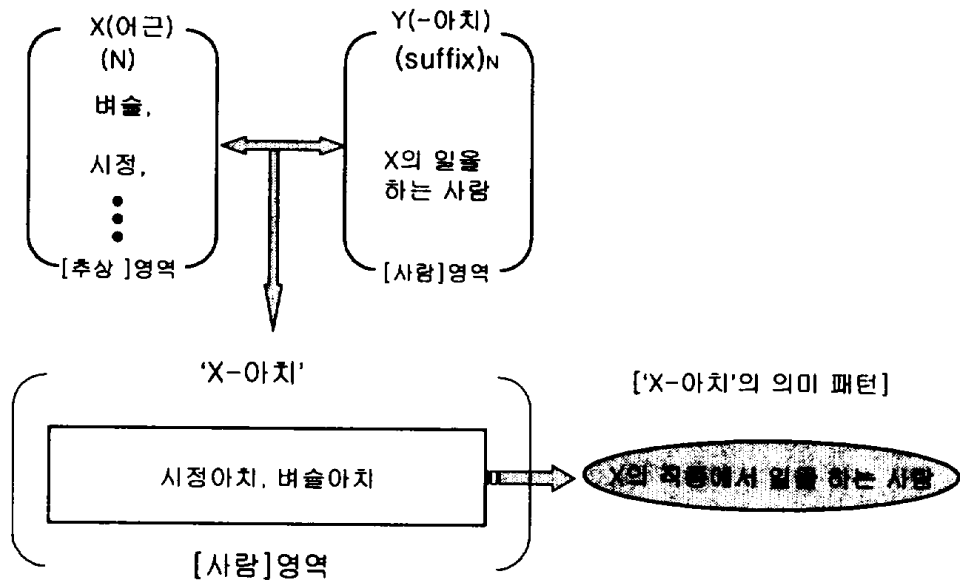 X(어근)
(N)
벼슬,
시정,
[추상 ]영역
Y(-아치)
(suffix)N
X의 일을
하는 사람
[사람]영역
‘X-아치’
시정아치, 벼슬아치
[사람]영역
[‘X-아치’의 의미 패턴]
X의 직종에서 일을 하는 사람